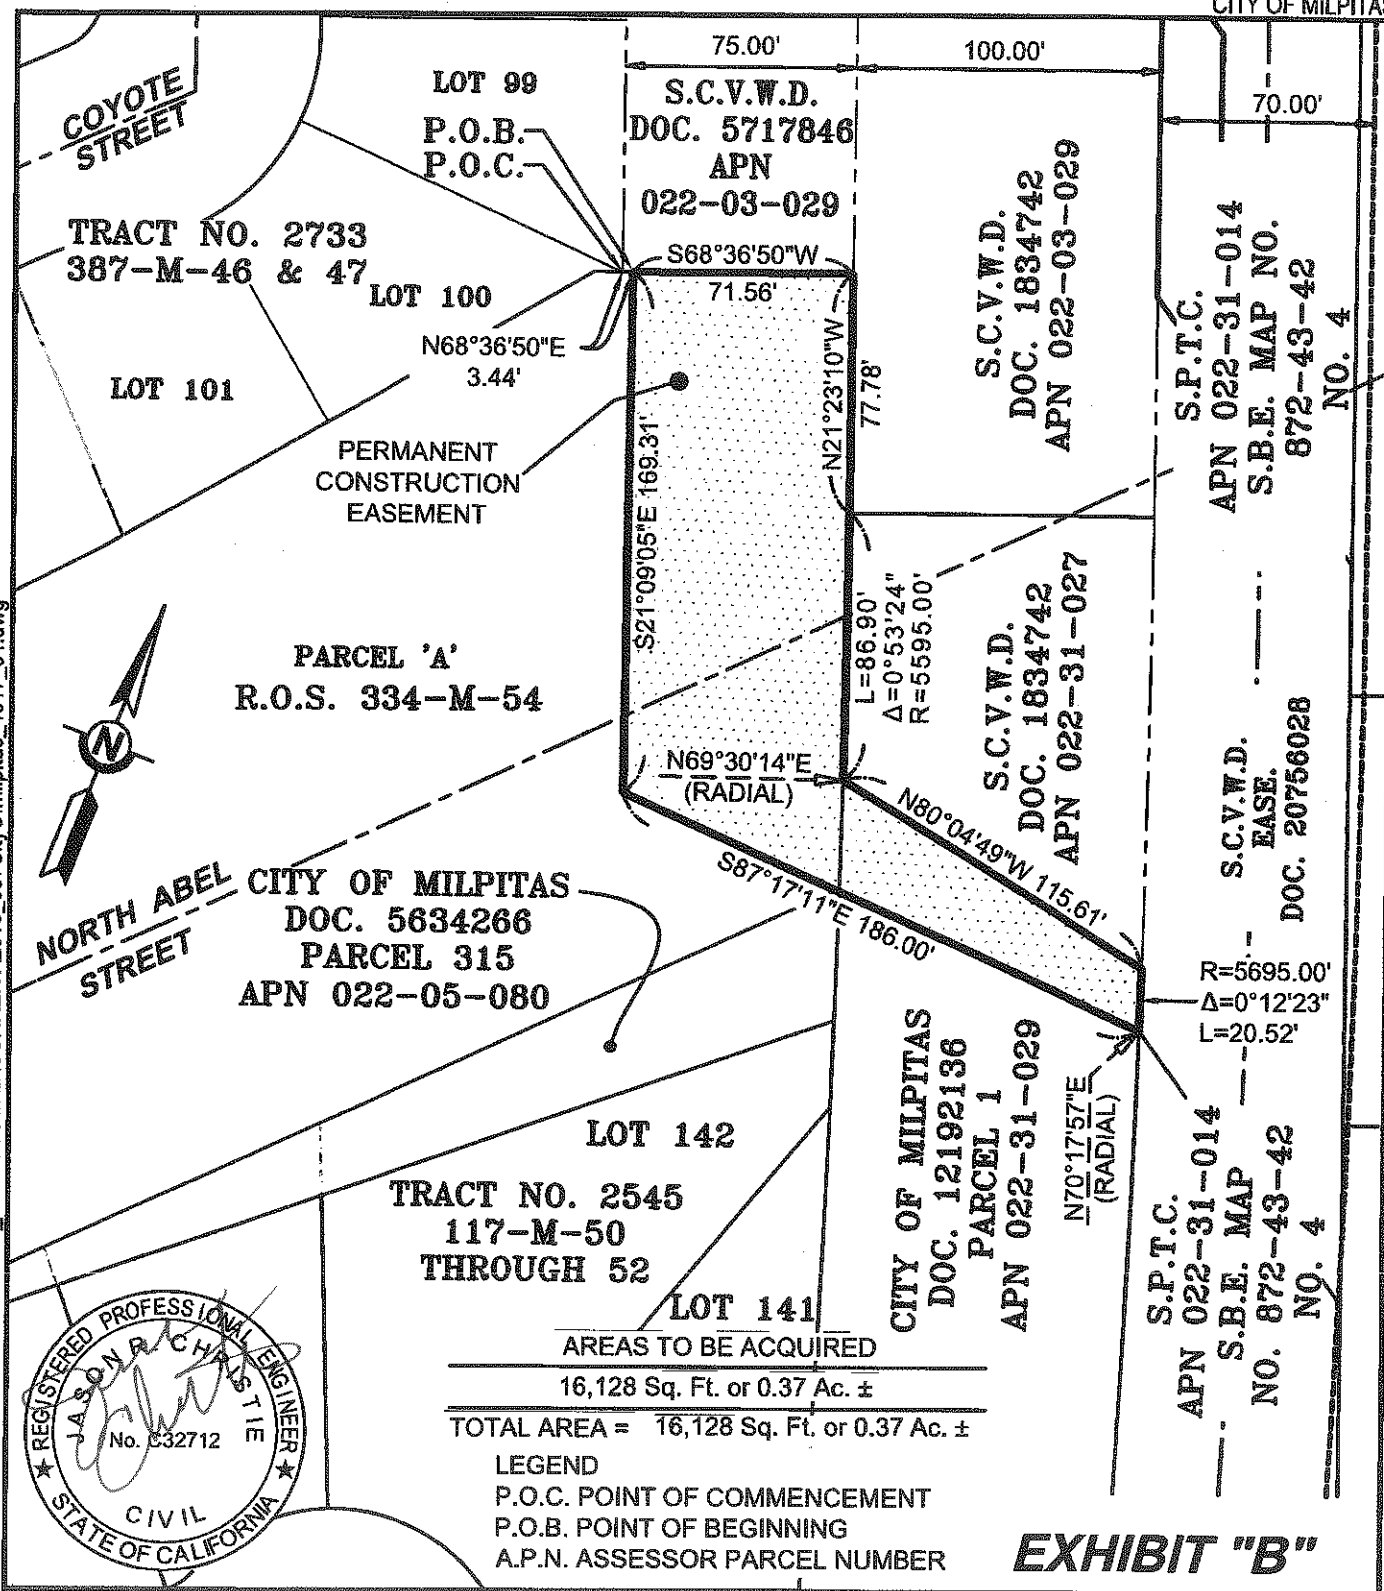 CITY OF MILPITAS
75.00'
100.00'
70.00'
COYOTE
STREET
LOT 99
P.O.B.
P.O.C.
S.C.V.W.D.
DOC. 5717846
APN
022-03-029
S.C.V.W.D.
DOC. 1834742
APN 022-03-029
S.P.T.C.
APN 022-31-014
S.B.E. MAP NO.
872-43-42
NO. 4
TRACT NO. 2733
387-M-46 & 47
LOT 100
LOT 101
S68°36'50"W
71.56'
N68°36'50"E
3.44'
N21°23'10"W
77.78'
PERMANENT
CONSTRUCTION
EASEMENT
S21°09'05"E 169.31'
L=86.90'
Δ=0°53'24"
R=5595.00'
S.C.V.W.D.
DOC. 1834742
APN 022-31-027
PARCEL 'A'
R.O.S. 334-M-54
N
N69°30'14"E
(RADIAL)
N80°04'49"W 115.61'
S87°17'11"E 186.00'
S.C.V.W.D.
EASE.
DOC. 20756028
NORTH ABEL
STREET
CITY OF MILPITAS
DOC. 5634266
PARCEL 315
APN 022-05-080
R=5695.00'
Δ=0°12'23"
L=20.52'
CITY OF MILPITAS
DOC. 12192136
PARCEL 1
APN 022-31-029
N70°17'57"E
(RADIAL)
S.P.T.C.
APN 022-31-014
S.B.E. MAP
NO. 872-43-42
NO. 4
LOT 142
TRACT NO. 2545
117-M-50
THROUGH 52
LOT 141
AREAS TO BE ACQUIRED
16,128 Sq. Ft. or 0.37 Ac. ±
TOTAL AREA = 16,128 Sq. Ft. or 0.37 Ac. ±
LEGEND
P.O.C. POINT OF COMMENCEMENT
P.O.B. POINT OF BEGINNING
A.P.N. ASSESSOR PARCEL NUMBER
REGISTERED PROFESSIONAL ENGINEER
JASON R CHRISTIE
No. C32712
CIVIL
STATE OF CALIFORNIA
EXHIBIT "B"